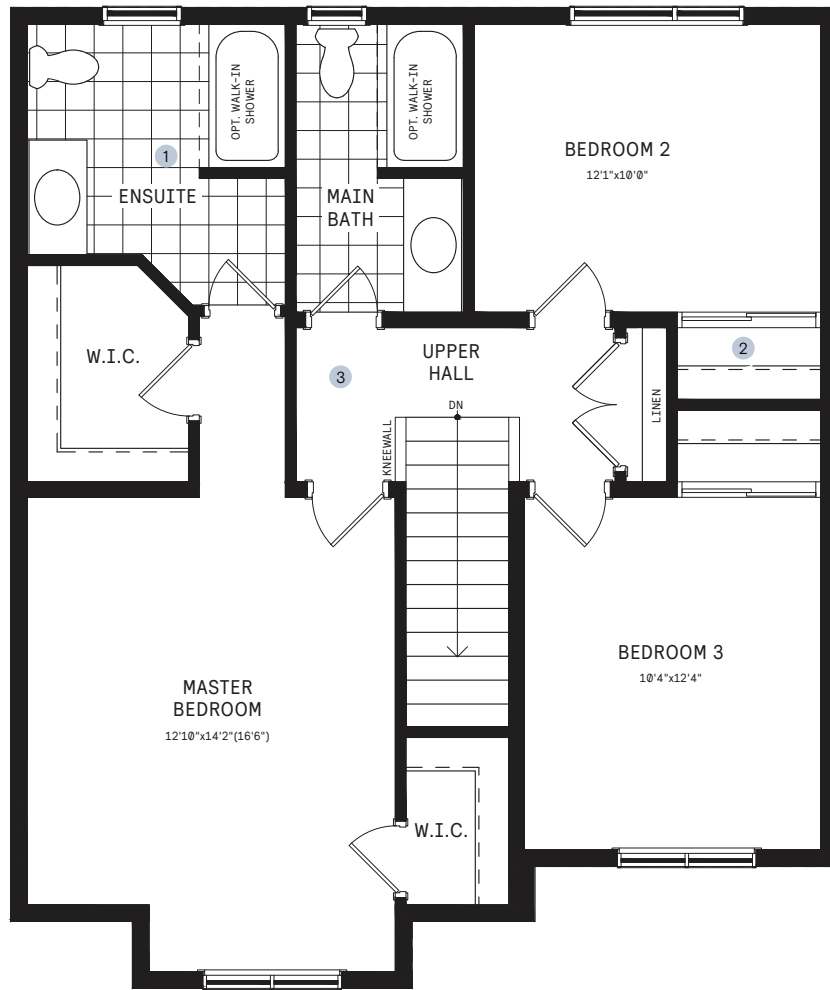 OPT. WALK-IN
SHOWER
OPT. WALK-IN
SHOWER
1
ENSUITE
MAIN
BATH
BEDROOM 2
12'1"x10'0"
W.I.C.
3
UPPER
HALL
2
DN
KNEEWALL
LINEN
MASTER
BEDROOM
12'10"x14'2"(16'6")
BEDROOM 3
10'4"x12'4"
W.I.C.